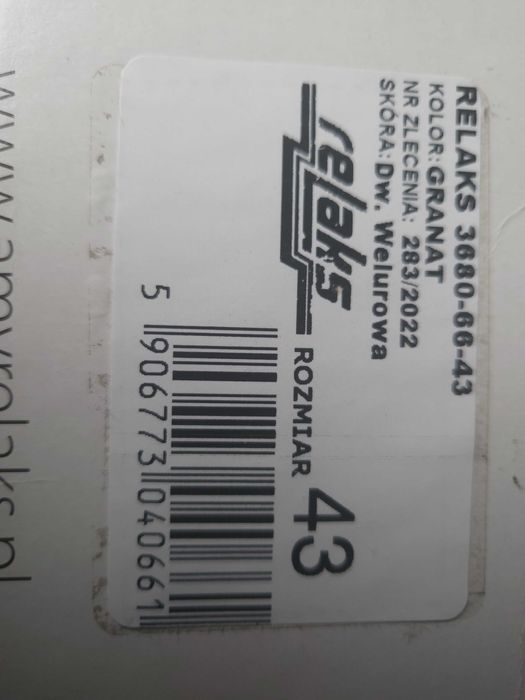 RELAKS 3680-66-43
KOLOR: GRANAT
NR ZLECENIA: 283/2022
SKÓRA: Dw. Welurowa
relaks
ROZMIAR 43
5 906773 040661